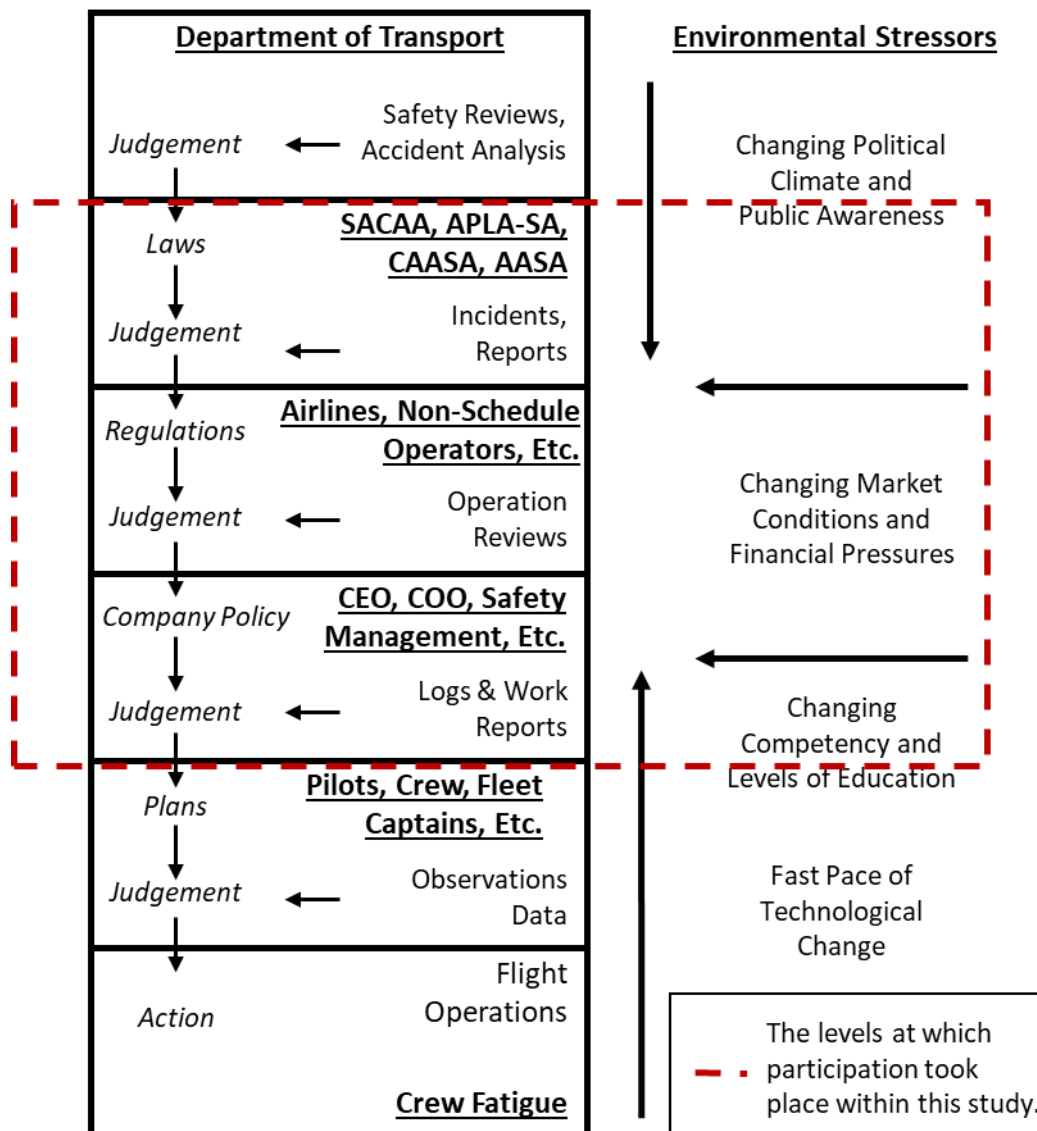 Department of Transport
Environmental Stressors
Safety Reviews,
Accident Analysis
Judgement
Changing Political
Climate and
Public Awareness
SACAA, APLA-SA,
CAASA, AASA
Laws
Incidents,
Reports
Judgement
Airlines, Non-Schedule
Operators, Etc.
Regulations
Operation
Reviews
Judgement
Changing Market
Conditions and
Financial Pressures
CEO, COO, Safety
Management, Etc.
Company Policy
Logs & Work
Reports
Judgement
Changing
Competency and
Levels of Education
Pilots, Crew, Fleet
Captains, Etc.
Plans
Observations
Data
Judgement
Fast Pace of
Technological
Change
Flight
Operations
Action
Crew Fatigue
The levels at which
participation took
place within this study.